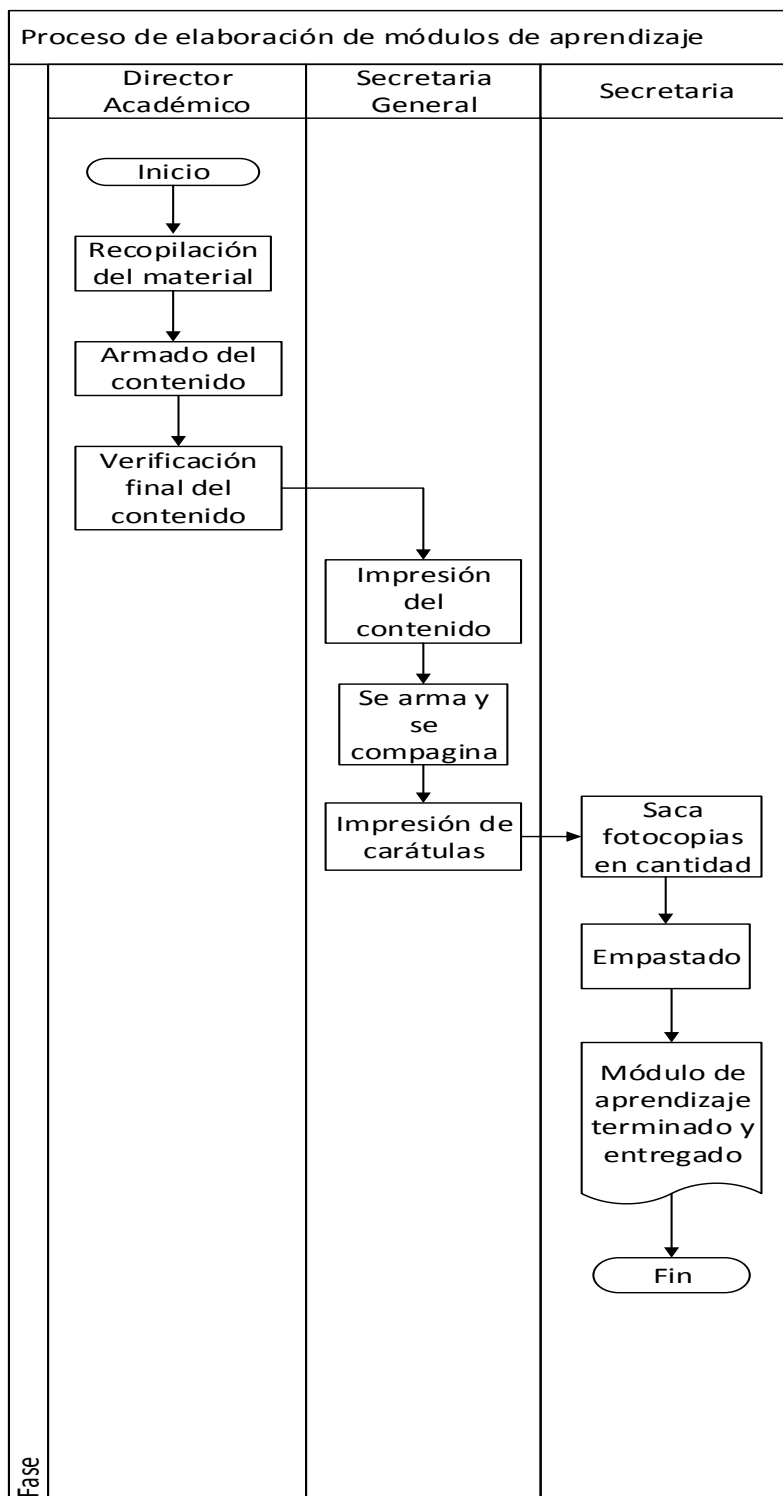 Proceso de elaboración de módulos de aprendizaje
Director
Académico
Secretaria
General
Secretaria
Inicio
Recopilación
del material
Armado del
contenido
Verificación
final del
contenido
Impresión
del
contenido
Se arma y
se
compagina
Impresión de
carátulas
Saca
fotocopias
en cantidad
Empastado
Módulo de
aprendizaje
terminado y
entregado
Fin
Fase